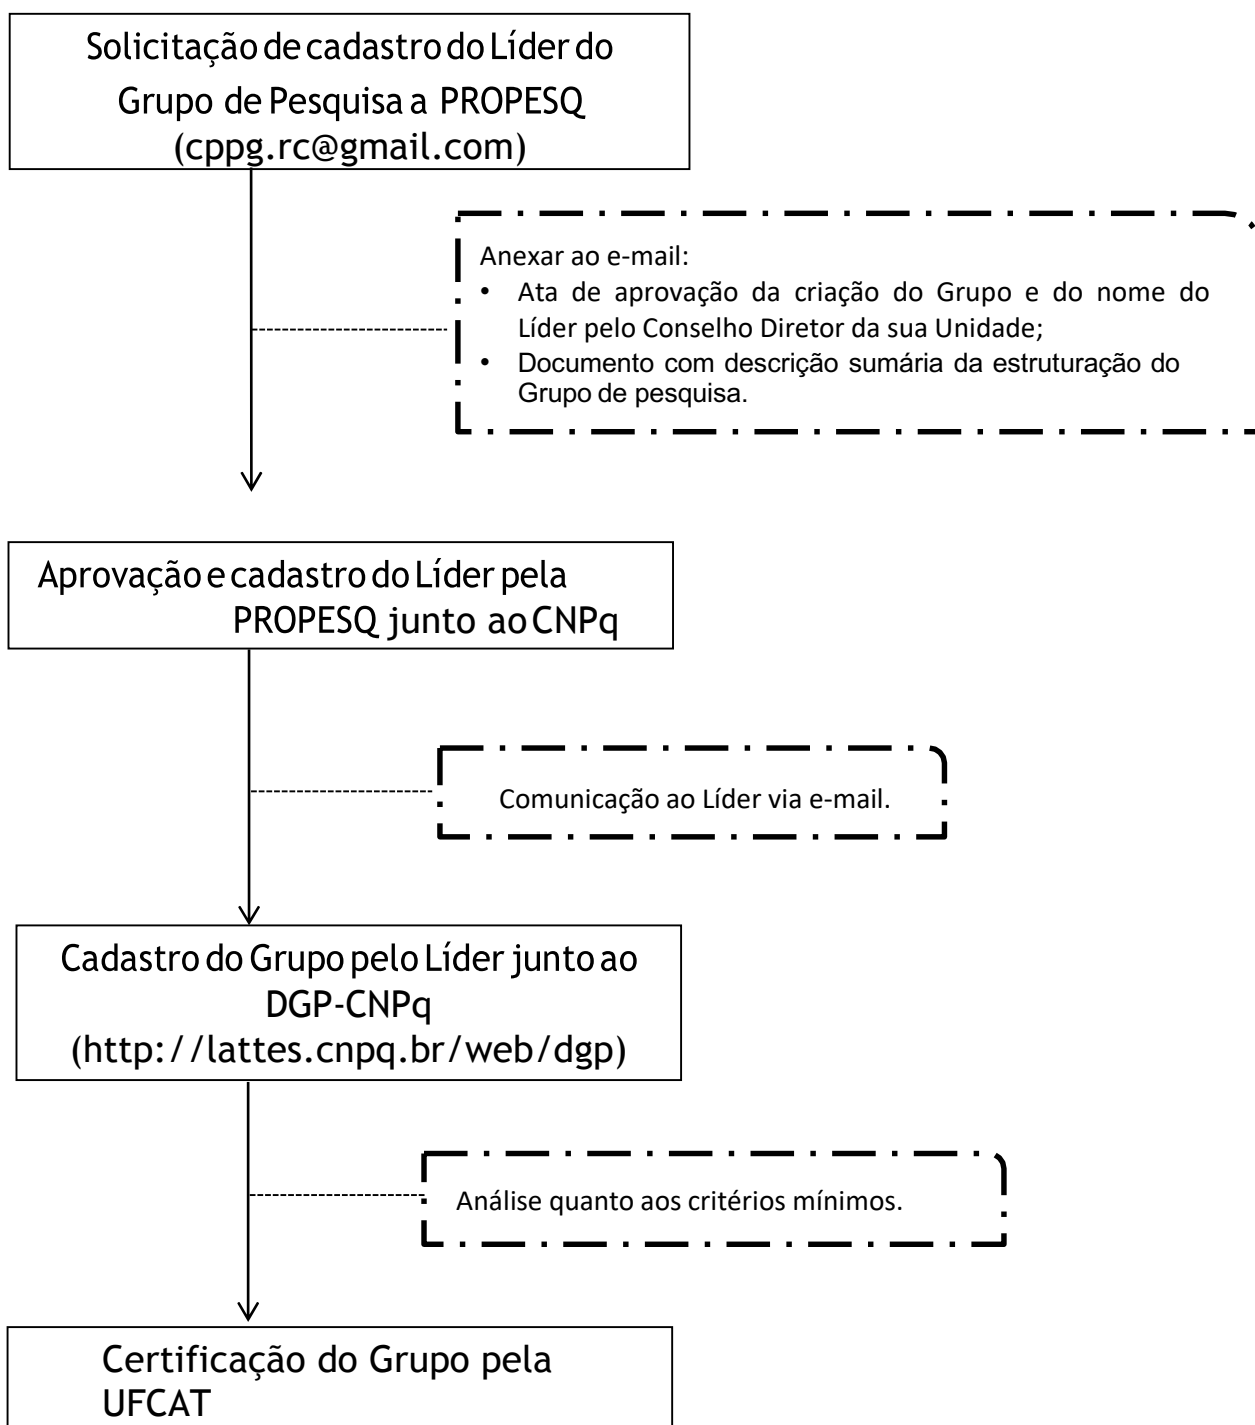 Solicitação de cadastro do Líder do
Grupo de Pesquisa a PROPESQ
(cppg.rc@gmail.com)
Anexar ao e-mail:
• Ata de aprovação da criação do Grupo e do nome do
Líder pelo Conselho Diretor da sua Unidade;
• Documento com descrição sumária da estruturação do
Grupo de pesquisa.
Aprovação e cadastro do Líder pela
PROPESQ junto ao CNPq
Comunicação ao Líder via e-mail.
Cadastro do Grupo pelo Líder junto ao
DGP-CNPq
(http://lattes.cnpq.br/web/dgp)
Análise quanto aos critérios mínimos.
Certificação do Grupo pela
UFCAT